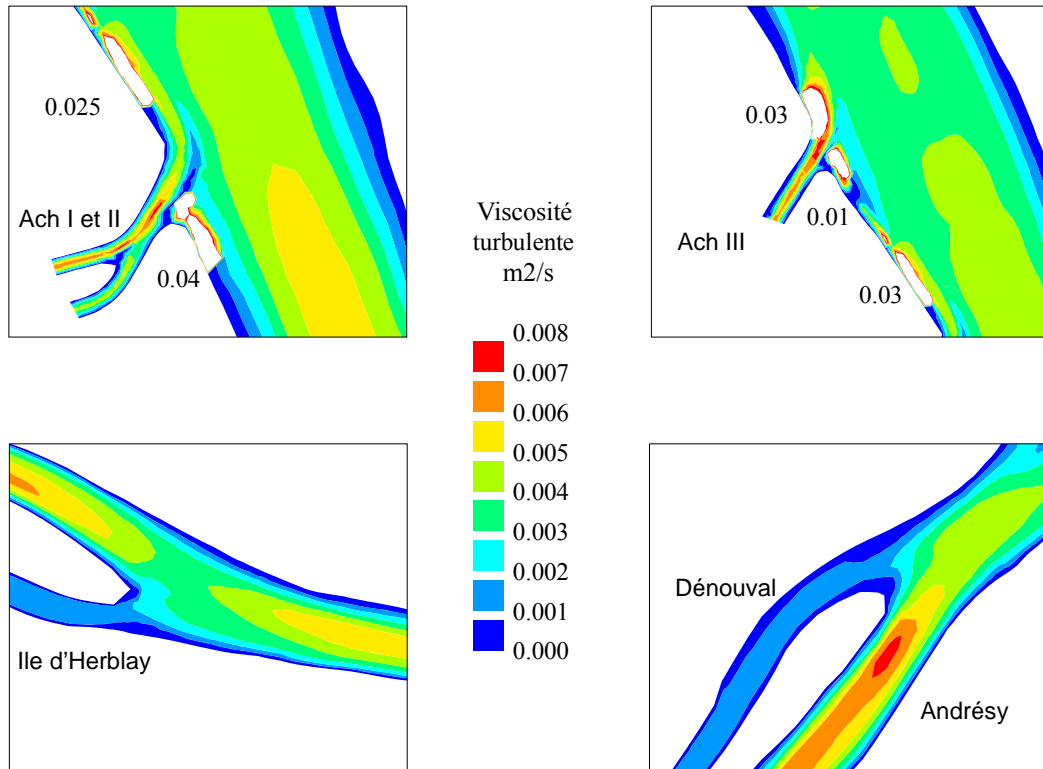 0.025
Ach I et II
0.04
0.03
0.01
Ach III
0.03
Viscosité
turbulente
m2/s
0.008
0.007
0.006
0.005
0.004
0.003
0.002
0.001
0.000
Ile d'Herblay
Dénouval
Andrésy